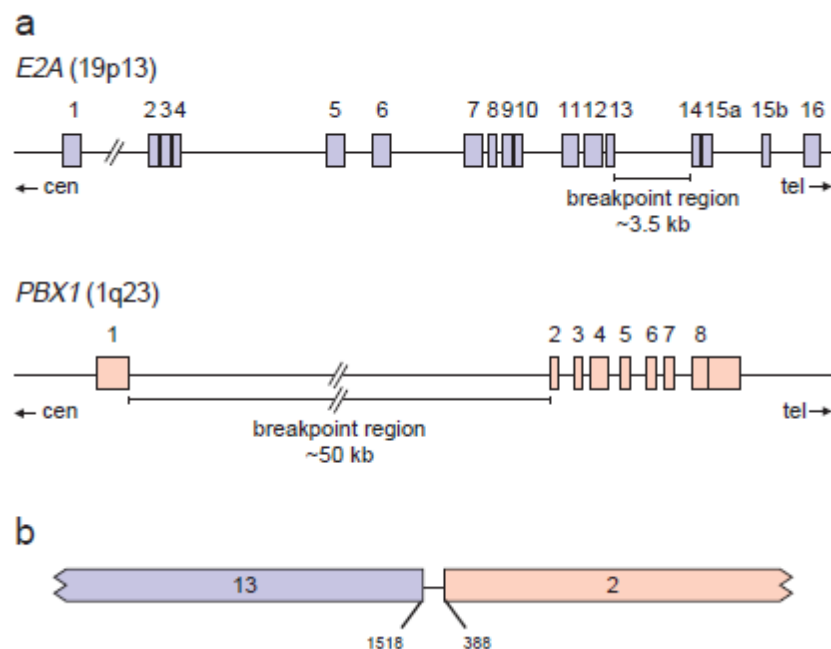 a
E2A (19p13)
1 2 3 4 5 6 7 8 9 10 11 12 13 14 15a 15b 16
← cen tel →
breakpoint region
~3.5 kb
PBX1 (1q23)
1 2 3 4 5 6 7 8
← cen tel →
breakpoint region
~50 kb
b
13 2
1518 388